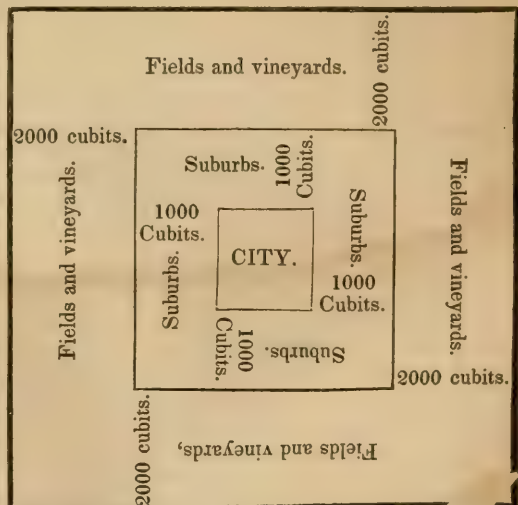 Fields and vineyards.
2000 cubits.
2000 cubits.
Suburbs.
1000
Cubits.
Fields and vineyards.
1000
Cubits.
Suburbs.
CITY.
Suburbs.
1000
Cubits.
Fields and vineyards.
1000
Cubits.
Suburbs.
2000 cubits.
2000 cubits.
Fields and vineyards,